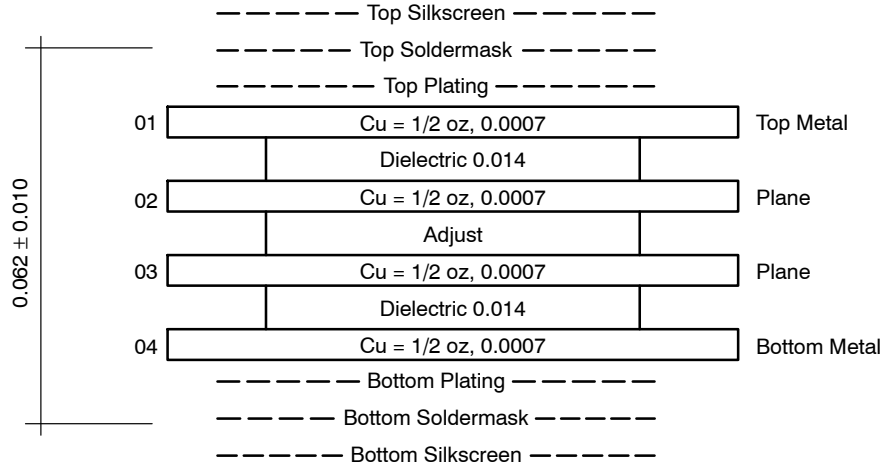 Top Silkscreen
Top Soldermask
Top Plating
01 Cu = 1/2 oz, 0.0007 Top Metal
Dielectric 0.014
02 Cu = 1/2 oz, 0.0007 Plane
Adjust
03 Cu = 1/2 oz, 0.0007 Plane
Dielectric 0.014
04 Cu = 1/2 oz, 0.0007 Bottom Metal
Bottom Plating
Bottom Soldermask
Bottom Silkscreen
0.062 ± 0.010